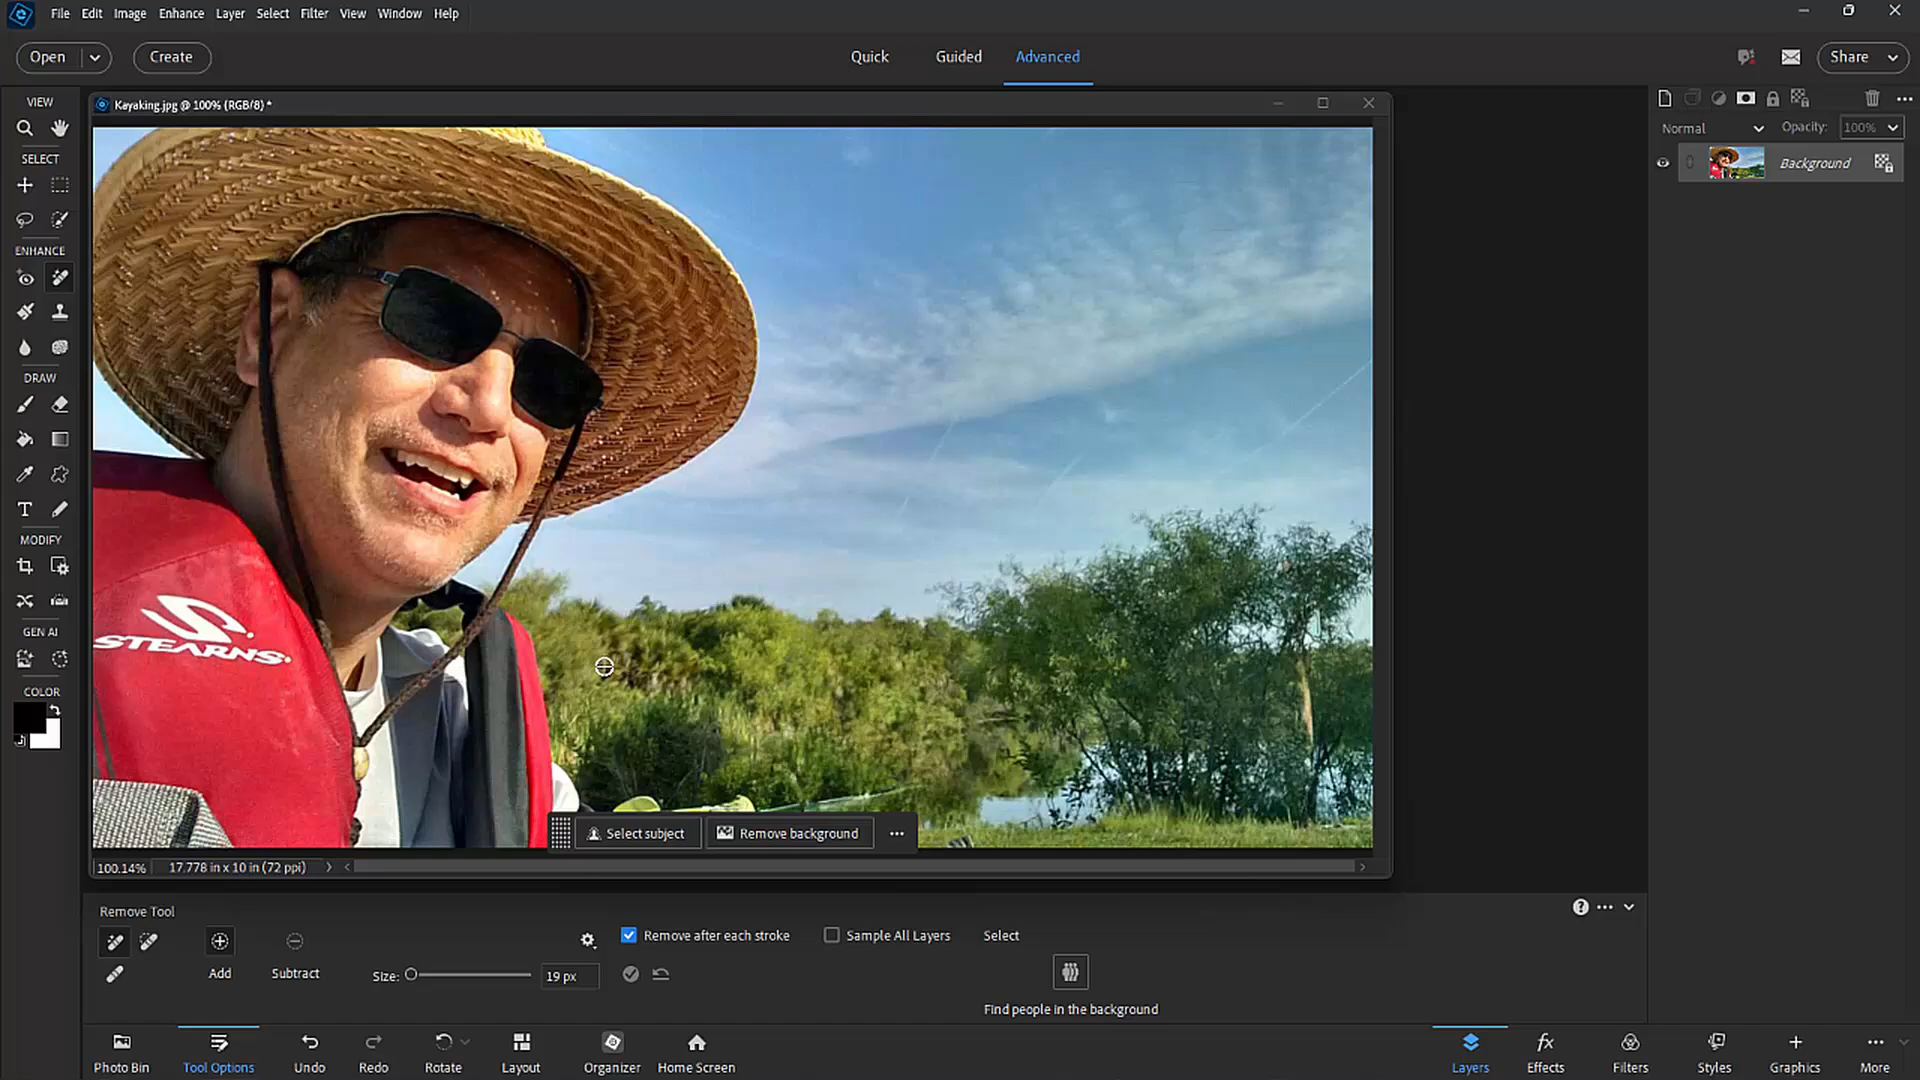 File Edit Image Enhance Layer Select Filter View Window Help
Open Create Quick Guided Advanced Share
VIEW
SELECT
ENHANCE
DRAW
MODIFY
GEN AI
COLOR
Kayaking.jpg @ 100% (RGB/8) *
STEARNS
Select subject Remove background
100.14% 17.778 in x 10 in (72 ppi)
Normal Opacity: 100%
Background
Remove Tool
Add Subtract Size: 19 px
Remove after each stroke Sample All Layers Select
Find people in the background
Photo Bin Tool Options Undo Redo Rotate Layout Organizer Home Screen
Layers Effects Filters Styles Graphics More